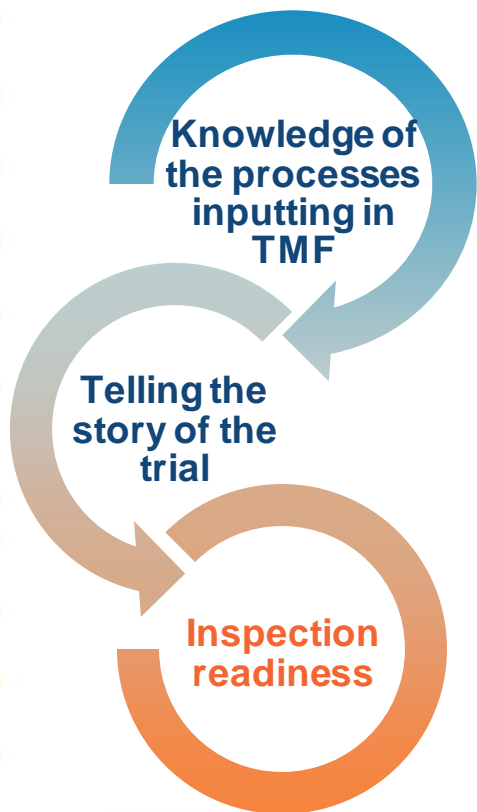 Knowledge of
the processes
inputting in
TMF
Telling the
story of the
trial
Inspection
readiness